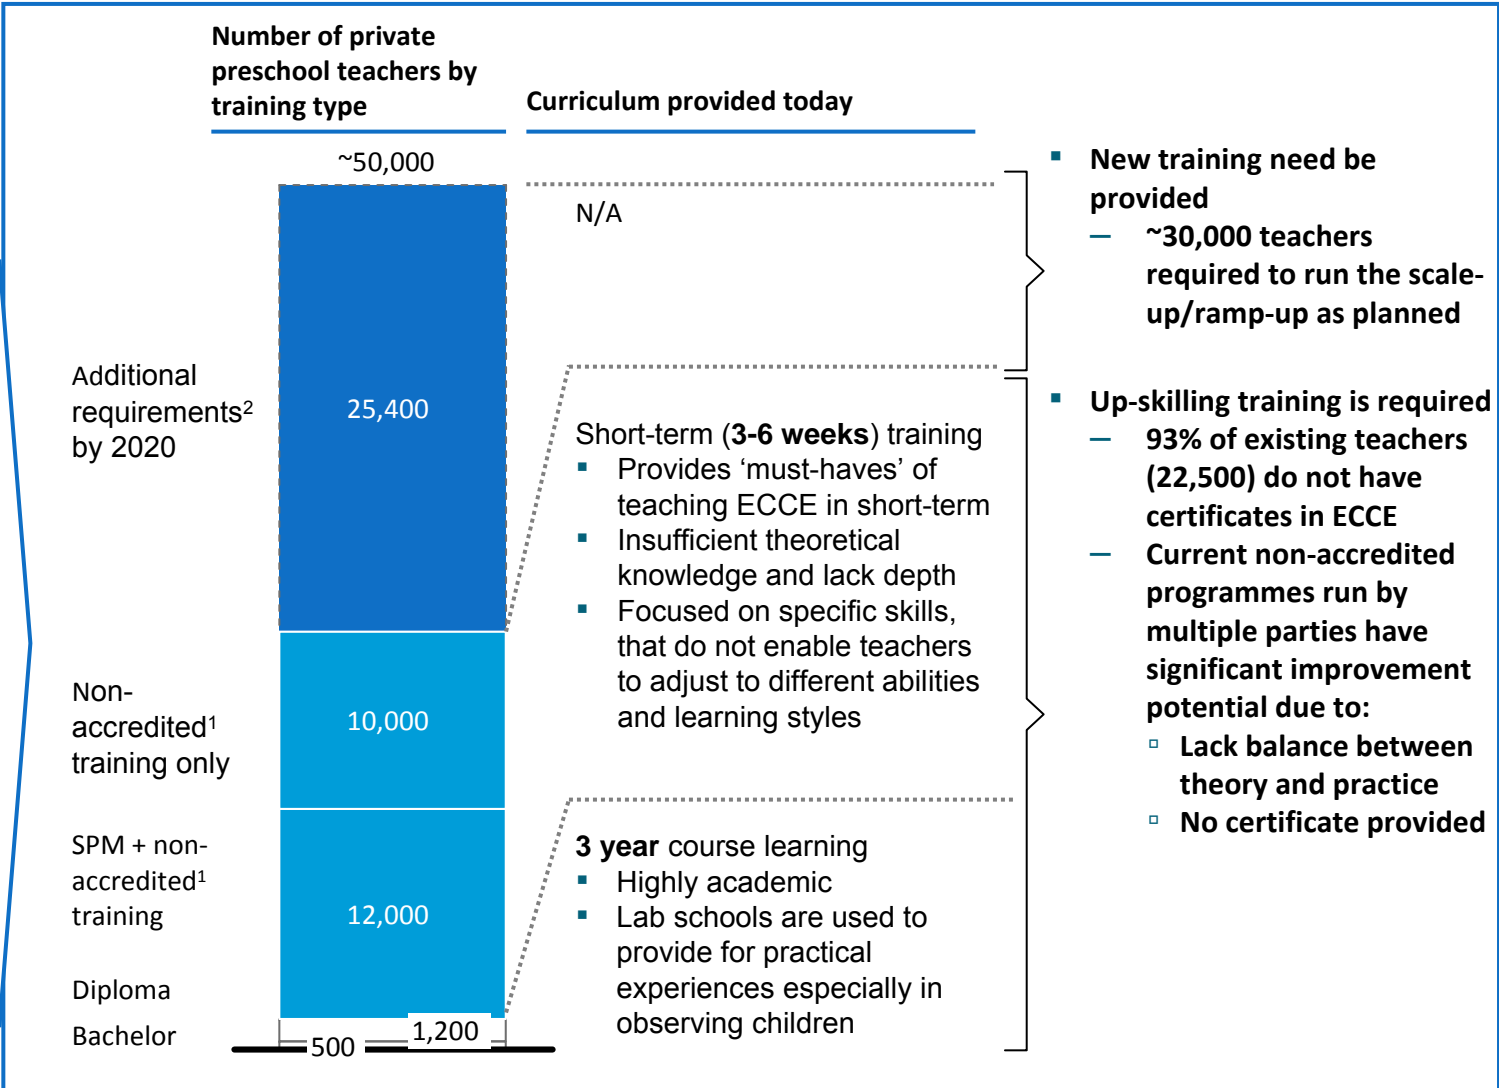 Number of private
preschool teachers by
training type
Curriculum provided today
~50,000
N/A
Additional
requirements2
by 2020
25,400
Short-term (3-6 weeks) training
▪ Provides ‘must-haves’ of
teaching ECCE in short-term
▪ Insufficient theoretical
knowledge and lack depth
▪ Focused on specific skills,
that do not enable teachers
to adjust to different abilities
and learning styles
Non-
accredited1
training only
10,000
SPM + non-
accredited1
training
12,000
3 year course learning
▪ Highly academic
▪ Lab schools are used to
provide for practical
experiences especially in
observing children
Diploma
Bachelor
1,200
500
▪ New training need be
provided
— ~30,000 teachers
required to run the scale-
up/ramp-up as planned
▪ Up-skilling training is required
— 93% of existing teachers
(22,500) do not have
certificates in ECCE
— Current non-accredited
programmes run by
multiple parties have
significant improvement
potential due to:
▫ Lack balance between
theory and practice
▫ No certificate provided